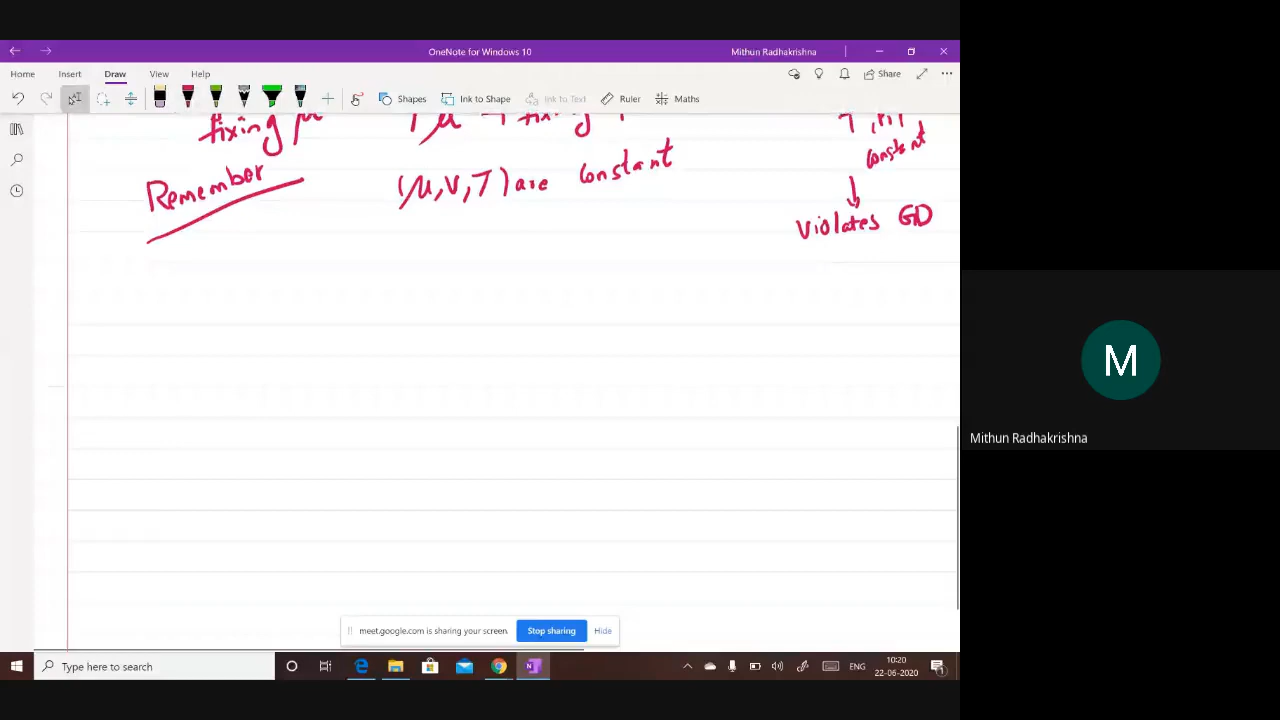 OneNote for Windows 10
Mithun Radhakrishna
Home Insert Draw View Help
Share
Shapes Ink to Shape Ink to Text Ruler Maths
fixing μ
μ → fixing
constant
Remember
(μ, V, T) are constant
violates GD
M
Mithun Radhakrishna
meet.google.com is sharing your screen. Stop sharing Hide
Type here to search
ENG
10:20
22-06-2020